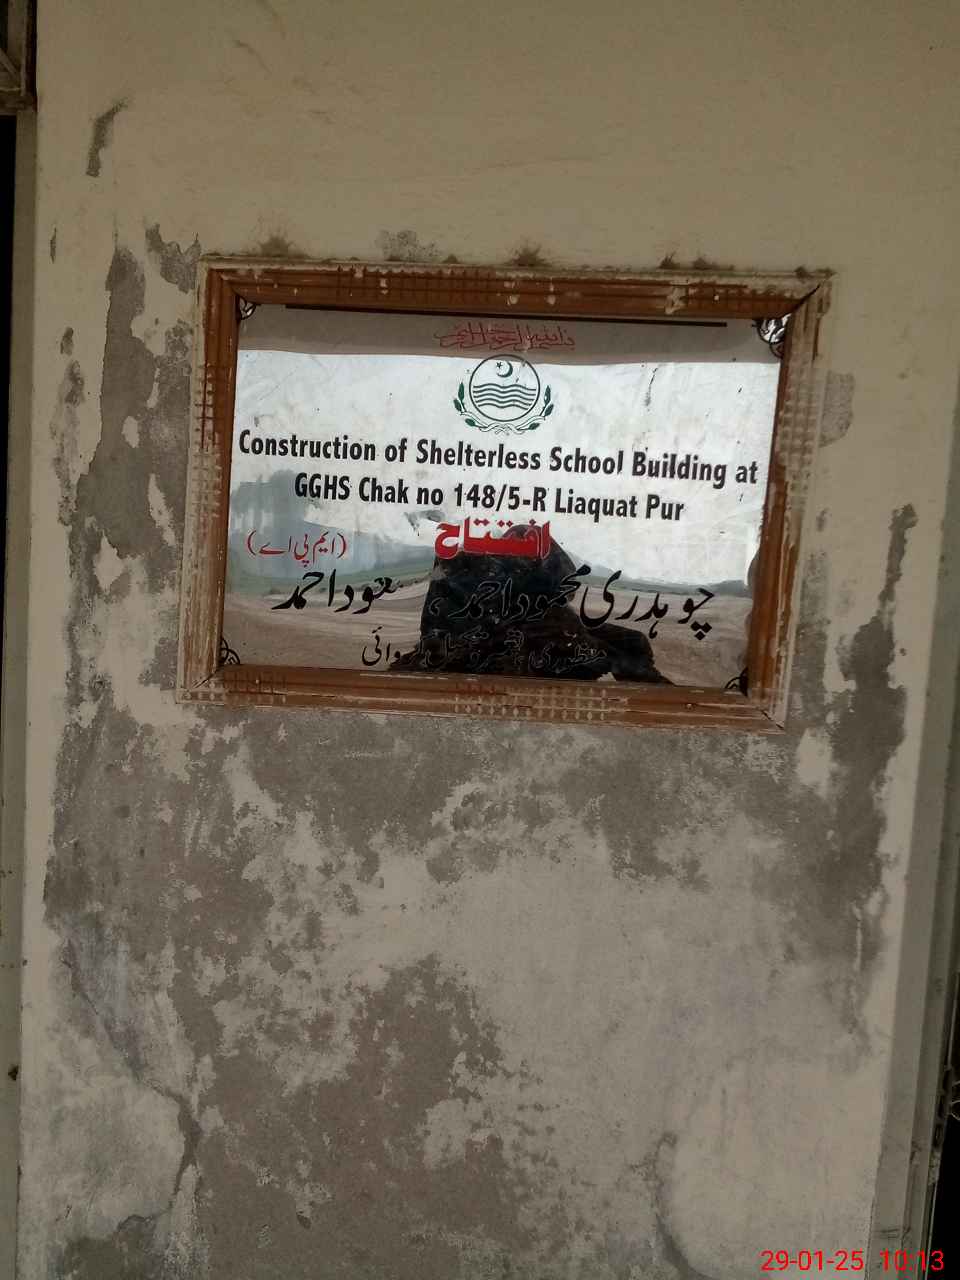 بسم اللہ الرحمن الرحیم
Construction of Shelterless School Building at
GGHS Chak no 148/5-R Liaquat Pur
افتتاح
(ایم پی اے)
چوہدری محمود احمد ، مسعود احمد
منظوری
29-01-25 10:13